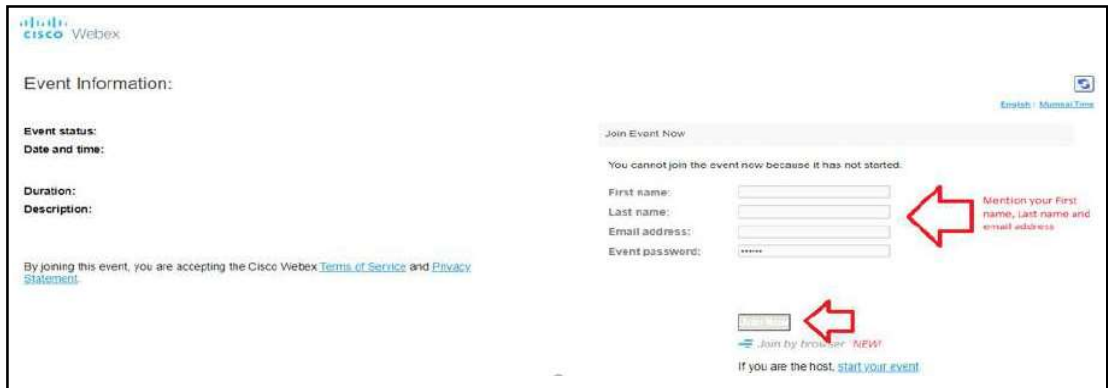 cisco Webex
Event Information:
English : Mumbai Time
Event status:
Date and time:
Duration:
Description:
By joining this event, you are accepting the Cisco Webex Terms of Service and Privacy
Statement.
Join Event Now
You cannot join the event now because it has not started.
First name:
Last name:
Email address:
Event password:
Mention your First
name, Last name and
email address
Join Now
Join by browser NEW!
If you are the host, start your event